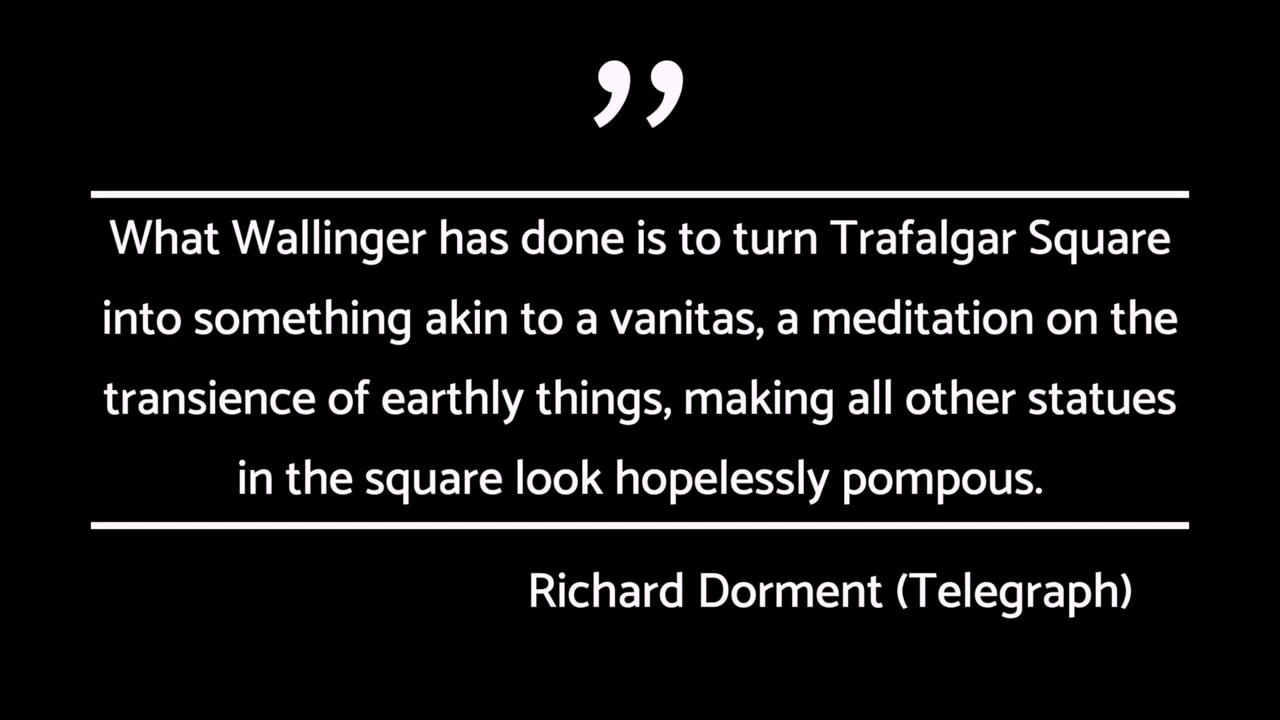 ”
What Wallinger has done is to turn Trafalgar Square
into something akin to a vanitas, a meditation on the
transience of earthly things, making all other statues
in the square look hopelessly pompous.
Richard Dorment (Telegraph)